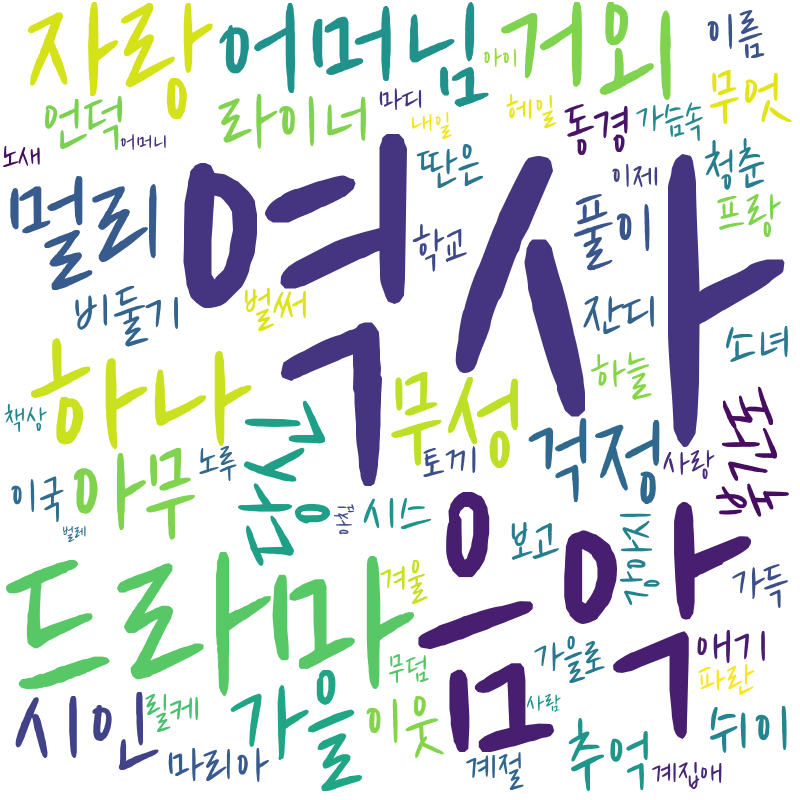 자랑 어머님 거외 이름
언덕 라이너 마디 아이 헤일 동경 가슴속 무엇
노새 어머니 내일 딴은 이제 청춘
멀리 역사 학교 풀이 프랑
비둘기 벌써 잔디 소녀
하나 무성 하늘
책상 노루 토끼 걱정 사랑
이국 아무 시스 보고
벌레 아침 강아지
드라마 겨울 음악 가득
무덤 가을로 애기
시인 릴케 가을 이웃 사람 파란
마리아 계절 추억 계집애 쉬이